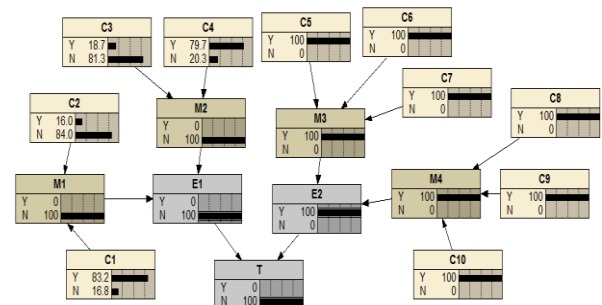 C3
Y 18.7
N 81.3
C4
Y 79.7
N 20.3
C5
Y 100
N 0
C6
Y 100
N 0
C7
Y 100
N 0
C8
Y 100
N 0
C2
Y 16.0
N 84.0
M2
Y 0
N 100
M3
Y 100
N 0
M1
Y 0
N 100
E1
Y 0
N 100
E2
Y 100
N 0
M4
Y 100
N 0
C9
Y 100
N 0
C1
Y 83.2
N 16.8
T
Y 0
N 100
C10
Y 100
N 0